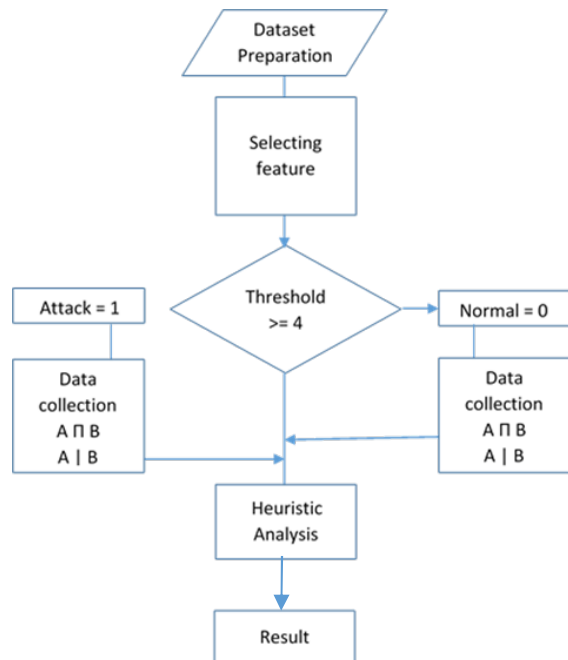 Dataset
Preparation
Selecting
feature
Threshold
>= 4
Attack = 1
Normal = 0
Data
collection
A Π B
A | B
Data
collection
A Π B
A | B
Heuristic
Analysis
Result